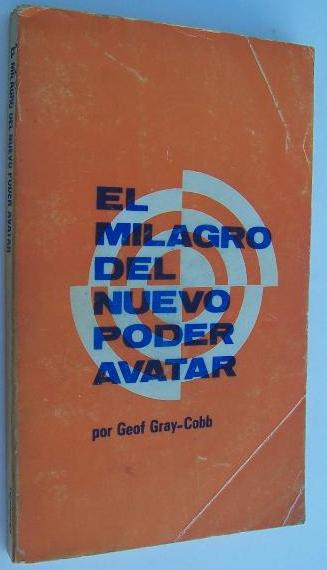 EL
MILAGRO
DEL
NUEVO
PODER
AVATAR
por Geof Gray-Cobb
EL MILAGRO DEL NUEVO PODER AVATAR